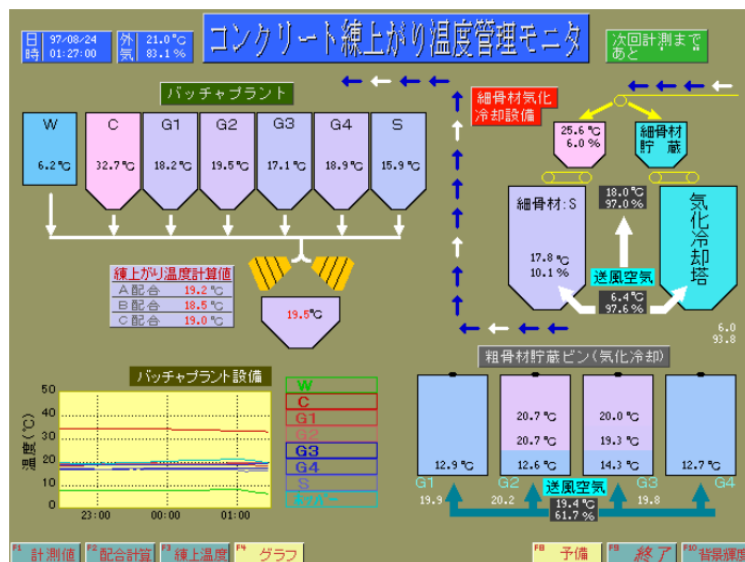 日時 97/08/24 01:27:00
外気 21.0℃ 83.1%
コンクリート練上がり温度管理モニタ
次回計測まで
あと
バッチャプラント
細骨材気化
冷却設備
W C G1 G2 G3 G4 S
6.2℃ 32.7℃ 18.2℃ 19.5℃ 17.1℃ 18.9℃ 15.9℃
25.6℃
6.0%
細骨材
貯蔵
細骨材:S
18.0℃
97.0%
気化冷却塔
17.8℃
10.1%
送風空気
6.4℃
97.6%
練上がり温度計算値
A配合 19.2℃
B配合 18.5℃
C配合 19.0℃
19.5℃
6.0
93.8
粗骨材貯蔵ビン(気化冷却)
バッチャプラント設備
温度(℃)
50
40
30
20
10
0
23:00 00:00 01:00
W
C
G1
G2
G3
G4
S
ホッパー
20.7℃ 20.0℃
20.7℃ 19.3℃
12.9℃ 12.6℃ 14.3℃ 12.7℃
G1 G2 G3 G4
19.9 20.2 19.8
送風空気
19.4℃
61.7%
F1 計測値 F2 配合計算 F3 練上温度 F4 グラフ F8 予備 F9 終了 F10 背景輝度